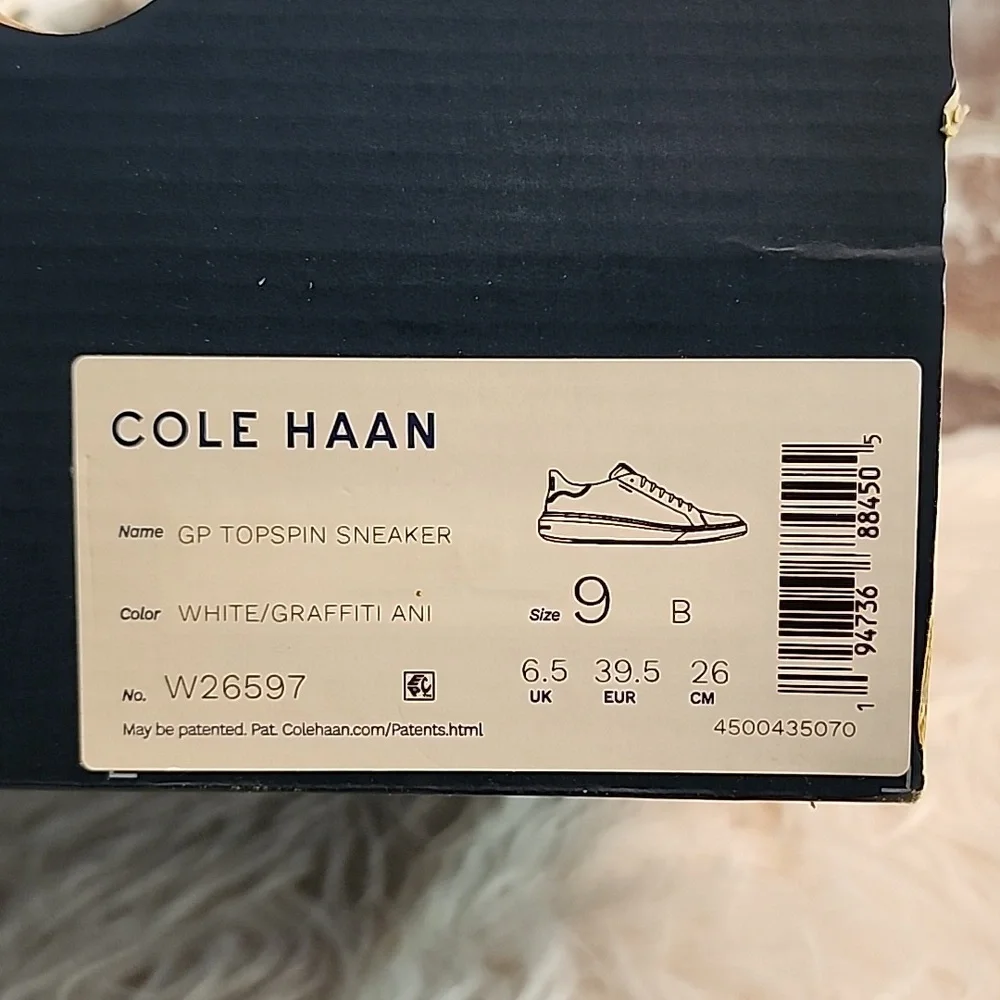 COLE HAAN
Name GP TOPSPIN SNEAKER
Color WHITE/GRAFFITI ANI
No. W26597
May be patented. Pat. Colehaan.com/Patents.html
Size 9 B
6.5 39.5 26
UK EUR CM
4500435070
1 94736 88450 5